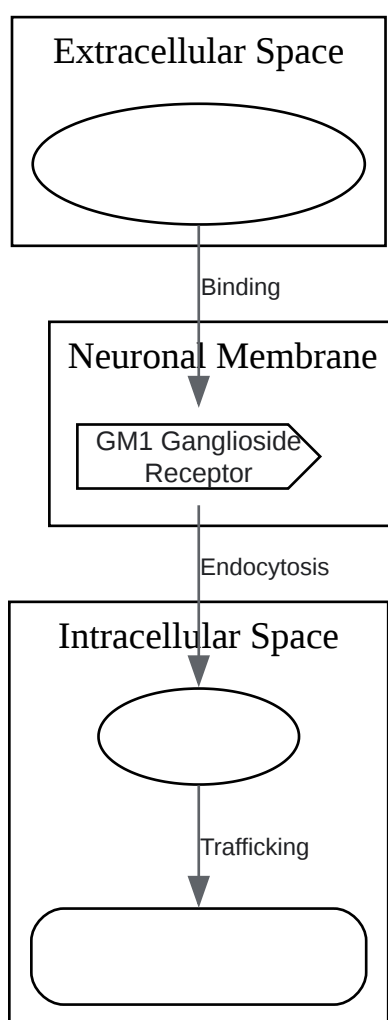 Extracellular Space
Binding
Neuronal Membrane
GM1 Ganglioside
Receptor
Endocytosis
Intracellular Space
Trafficking